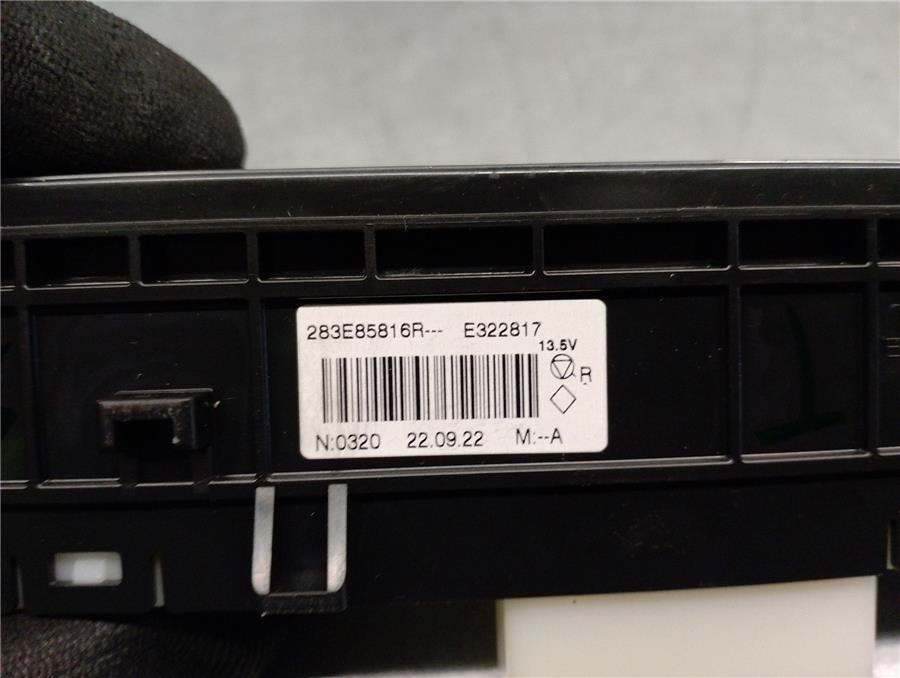 283E85816R--- E322817
13.5V
R
N:0320 22.09.22 M:--A